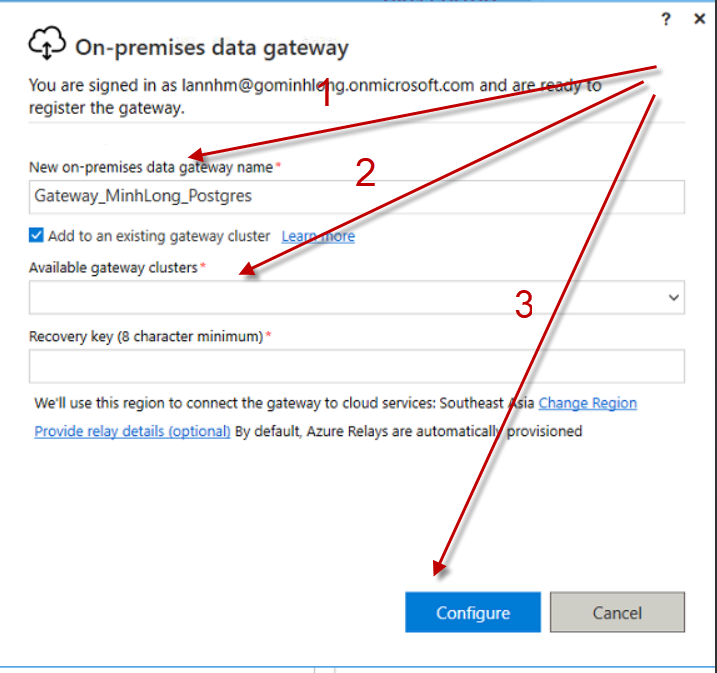 ? ×
On-premises data gateway
You are signed in as lannhm@gominhlong.onmicrosoft.com and are ready to
register the gateway.
1
New on-premises data gateway name *
2
Gateway_MinhLong_Postgres
Add to an existing gateway cluster Learn more
Available gateway clusters *
3
Recovery key (8 character minimum) *
We'll use this region to connect the gateway to cloud services: Southeast Asia Change Region
Provide relay details (optional) By default, Azure Relays are automatically provisioned
Configure Cancel